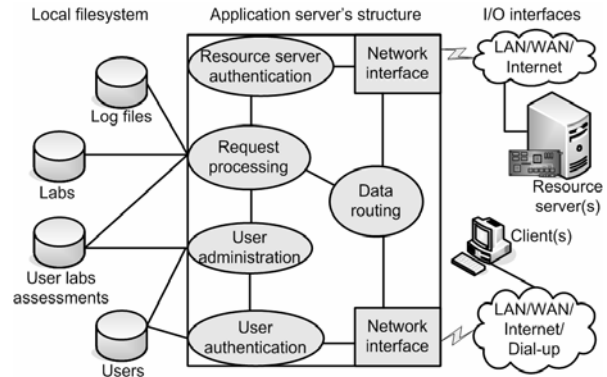 Local filesystem
Application server's structure
I/O interfaces
Log files
Labs
User labs
assessments
Users
Resource server
authentication
Request
processing
User
administration
User
authentication
Network
interface
Data
routing
Network
interface
LAN/WAN/
Internet
Resource
server(s)
Client(s)
LAN/WAN/
Internet/
Dial-up